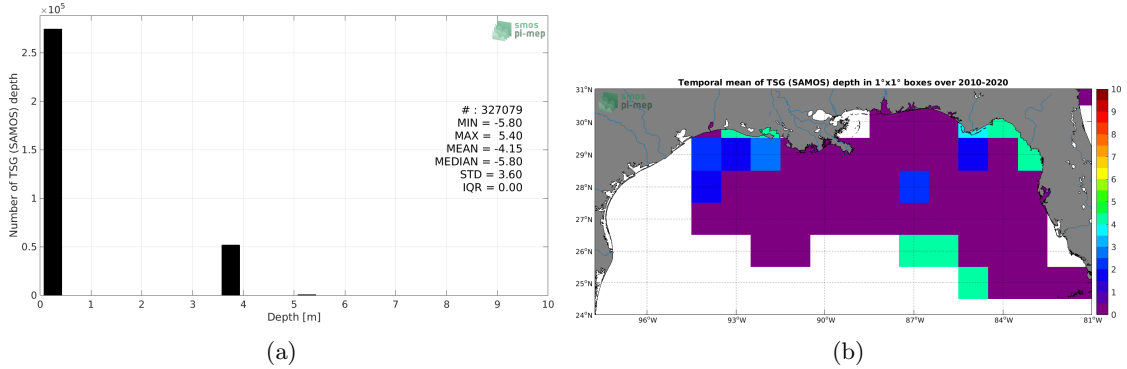 ×10⁵
smos
pi-mep
Number of TSG (SAMOS) depth
2.5
2
1.5
1
0.5
0
# : 327079
MIN = -5.80
MAX = 5.40
MEAN = -4.15
MEDIAN = -5.80
STD = 3.60
IQR = 0.00
0 1 2 3 4 5 6 7 8 9 10
Depth [m]
(a)
Temporal mean of TSG (SAMOS) depth in 1°x1° boxes over 2010-2020
smos
pi-mep
31°N
30°N
29°N
28°N
27°N
26°N
25°N
24°N
96°W 93°W 90°W 87°W 84°W 81°W
10
9
8
7
6
5
4
3
2
1
0
(b)